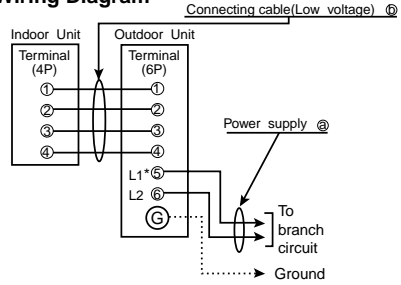 Wiring Diagram
Connecting cable(Low voltage) ⓑ
Indoor Unit
Outdoor Unit
Terminal
(4P)
Terminal
(6P)
① ①
② ②
③ ③
④ ④
L1*⑤
L2 ⑥
Ⓖ
Power supply ⓐ
To
branch
circuit
Ground